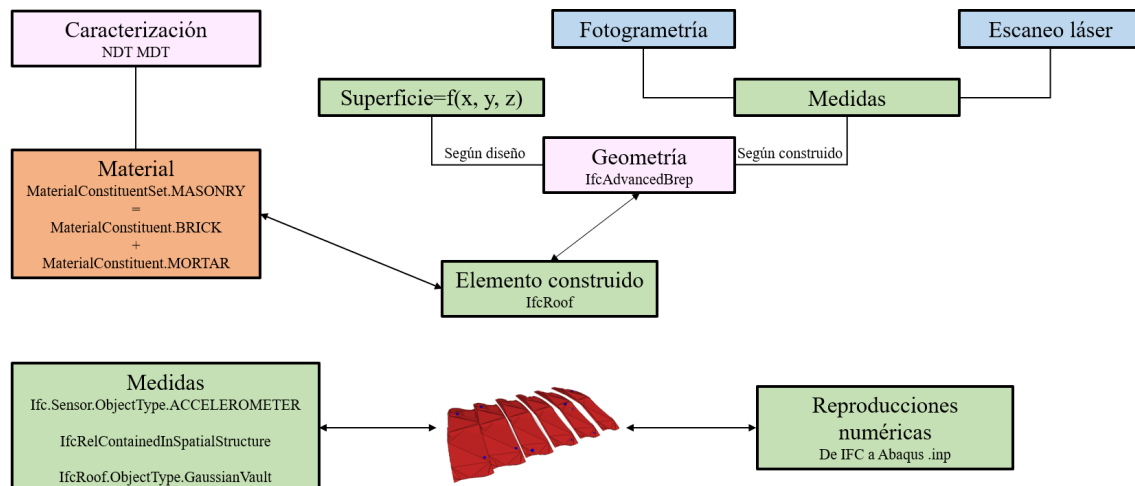 Caracterización
NDT MDT
Fotogrametría
Escaneo láser
Superficie=f(x, y, z)
Medidas
Según diseño
Geometría
IfcAdvancedBrep
Según construido
Material
MaterialConstituentSet.MASONRY
=
MaterialConstituent.BRICK
+
MaterialConstituent.MORTAR
Elemento construido
IfcRoof
Medidas
Ifc.Sensor.ObjectType.ACCELEROMETER
IfcRelContainedInSpatialStructure
IfcRoof.ObjectType.GaussianVault
Reproducciones
numéricas
De IFC a Abaqus .inp